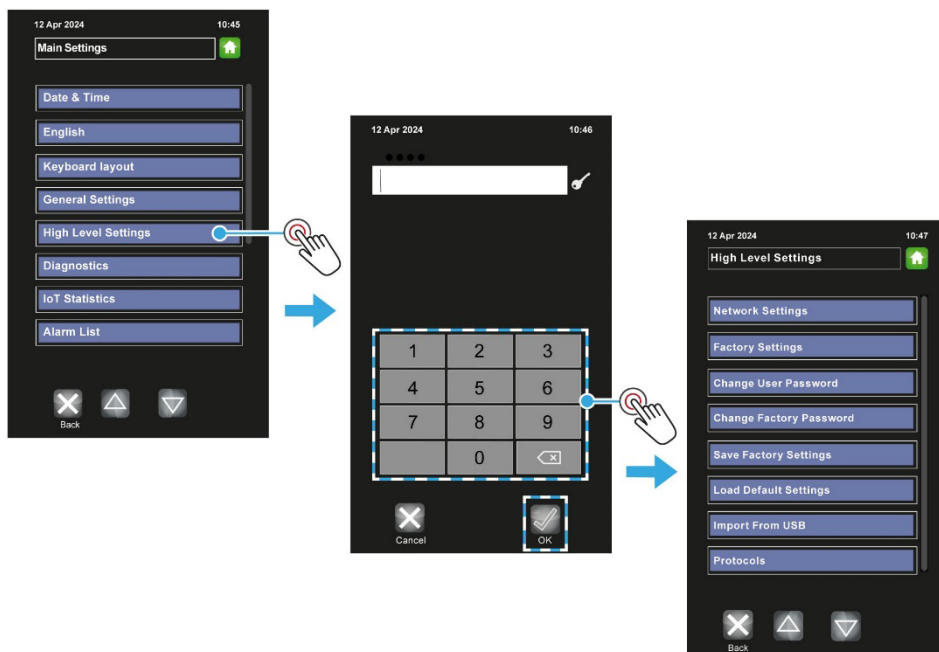 12 Apr 2024 10:45
Main Settings
Date & Time
English
Keyboard layout
General Settings
High Level Settings
Diagnostics
IoT Statistics
Alarm List
Back
12 Apr 2024 10:46
1 2 3
4 5 6
7 8 9
0
Cancel OK
12 Apr 2024 10:47
High Level Settings
Network Settings
Factory Settings
Change User Password
Change Factory Password
Save Factory Settings
Load Default Settings
Import From USB
Protocols
Back